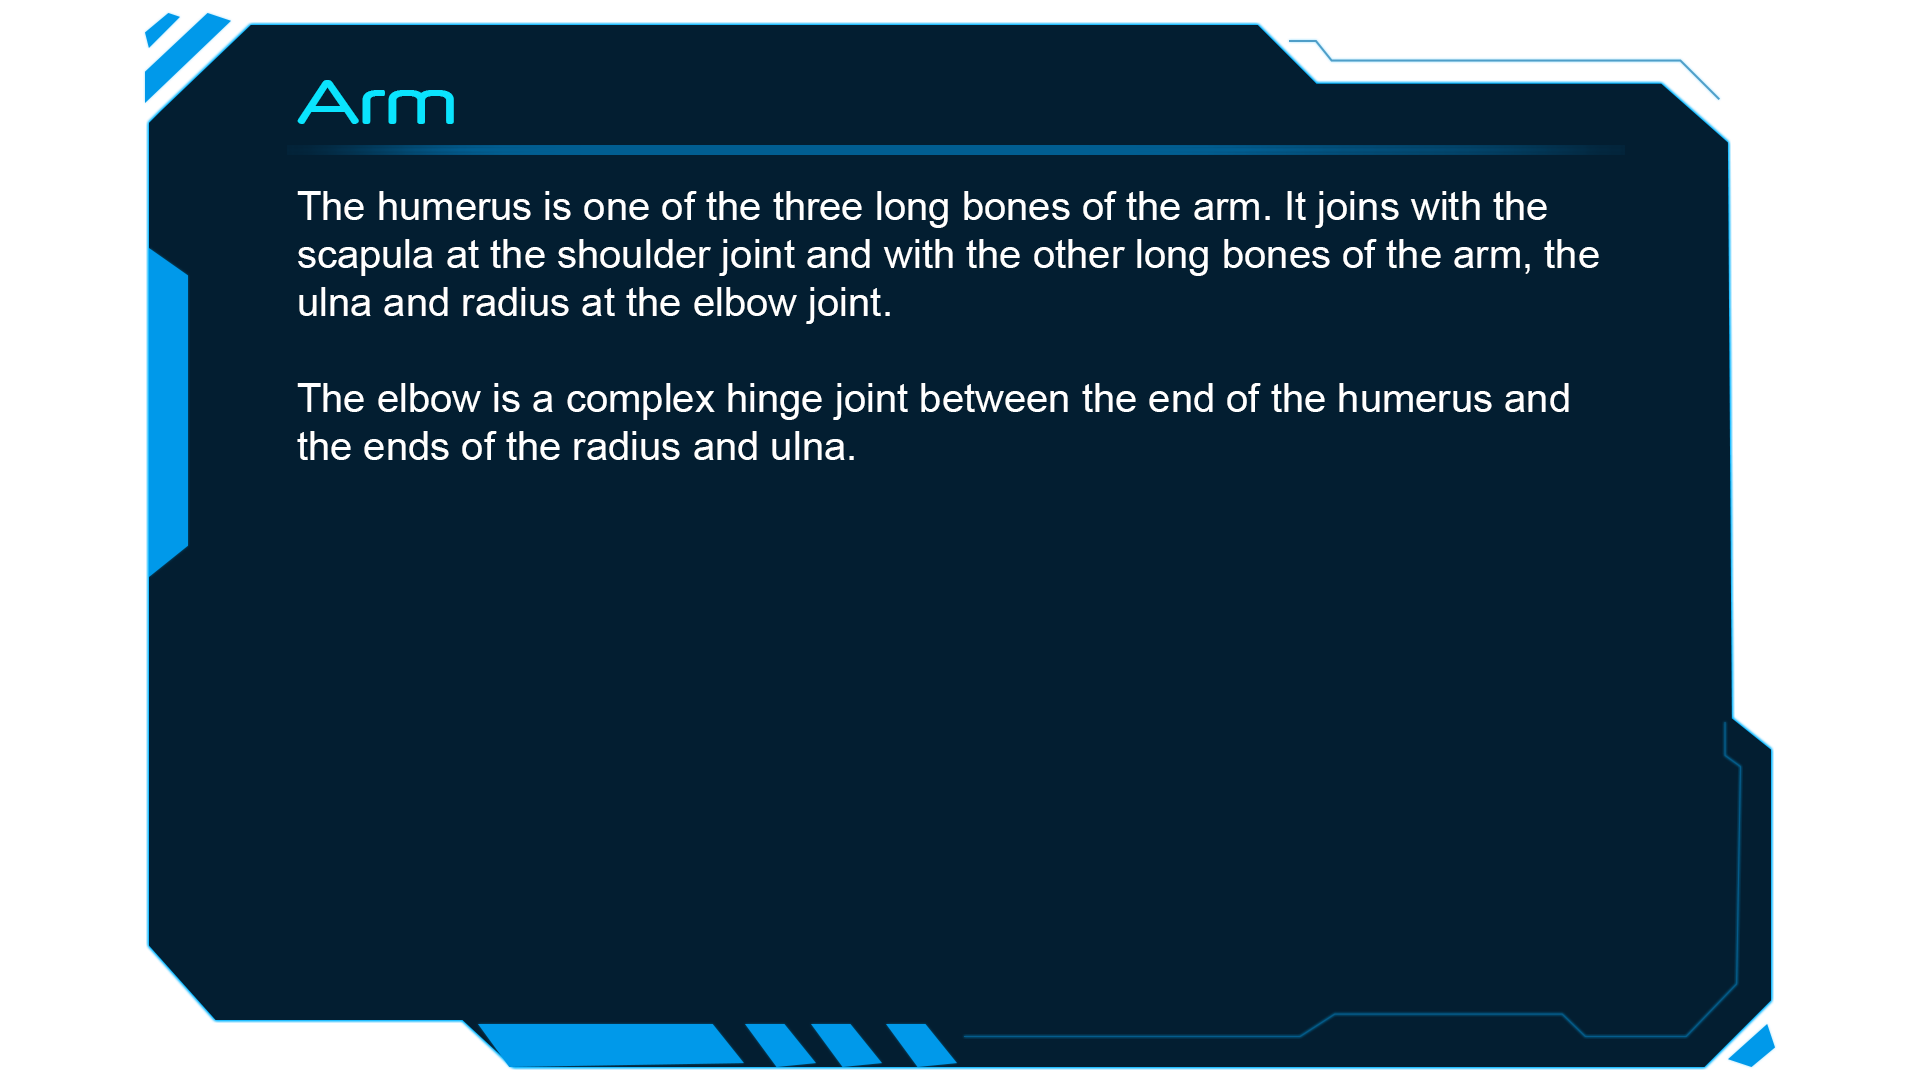 Arm
The humerus is one of the three long bones of the arm. It joins with the
scapula at the shoulder joint and with the other long bones of the arm, the
ulna and radius at the elbow joint.
The elbow is a complex hinge joint between the end of the humerus and
the ends of the radius and ulna.